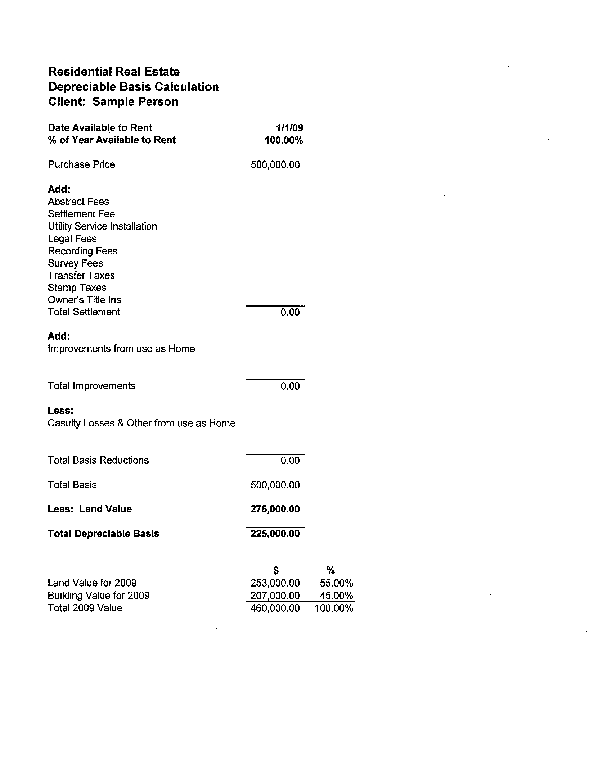 Residential Real Estate
Depreciable Basis Calculation
Client: Sample Person
Date Available to Rent 1/1/09
% of Year Available to Rent 100.00%
Purchase Price 500,000.00
Add:
Abstract Fees
Settlement Fee
Utility Service Installation
Legal Fees
Recording Fees
Survey Fees
Transfer Taxes
Stamp Taxes
Owner's Title Ins
Total Settlement 0.00
Add:
Improvements from use as Home
Total Improvements 0.00
Less:
Casulty Losses & Other from use as Home
Total Basis Reductions 0.00
Total Basis 500,000.00
Less: Land Value 275,000.00
Total Depreciable Basis 225,000.00
$ %
Land Value for 2009 253,000.00 55.00%
Building Value for 2009 207,000.00 45.00%
Total 2009 Value 460,000.00 100.00%